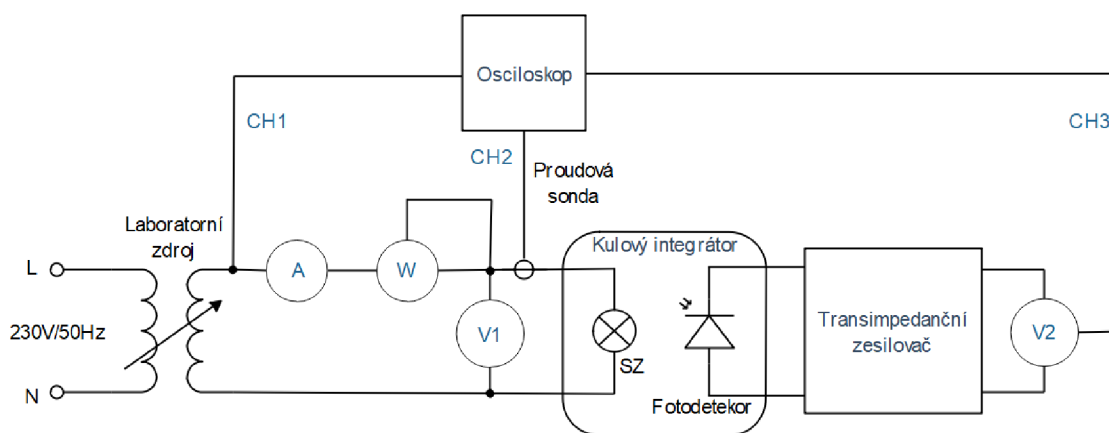 Osciloskop
CH1
CH2
CH3
Proudová
sonda
Laboratorní
zdroj
Kulový integrátor
L
A
W
230V/50Hz
V1
SZ
Transimpedanční
zesilovač
V2
N
Fotodetekor